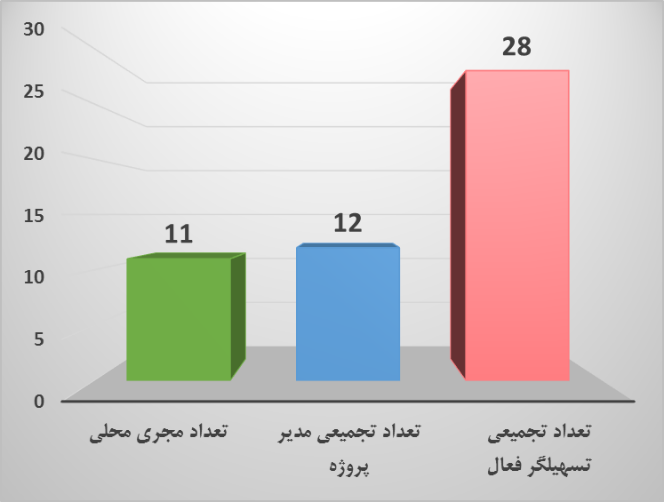 30
25
20
15
10
5
0
11
12
28
تعداد مجری محلی
تعداد تجمیعی مدیر
پروژه
تعداد تجمیعی
تسهیلگر فعال